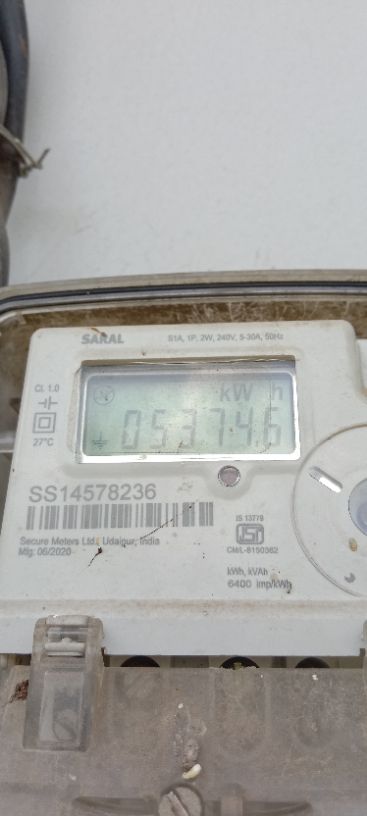 SARAL S1A, 1P, 2W, 240V, 5-30A, 50Hz
Cl. 1.0
kW h
053746
27°C
SS14578236
IS 13779
Secure Meters Ltd. Udaipur, India
Mfg: 06/2020
CM/L-8150362
kWh, kVAh
6400 imp/kWh